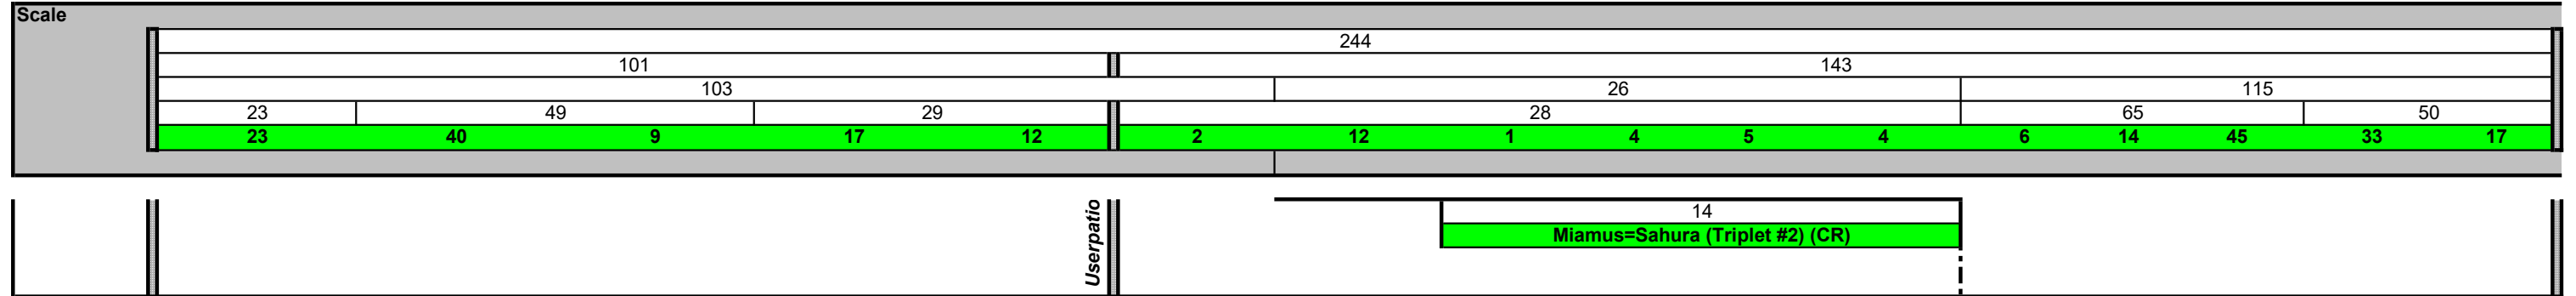 Scale
244
101 143
103 26 115
23 49 29 28 65 50
23 40 9 17 12 2 12 1 4 5 4 6 14 45 33 17
Userpatio
14
Miamus=Sahura (Triplet #2) (CR)